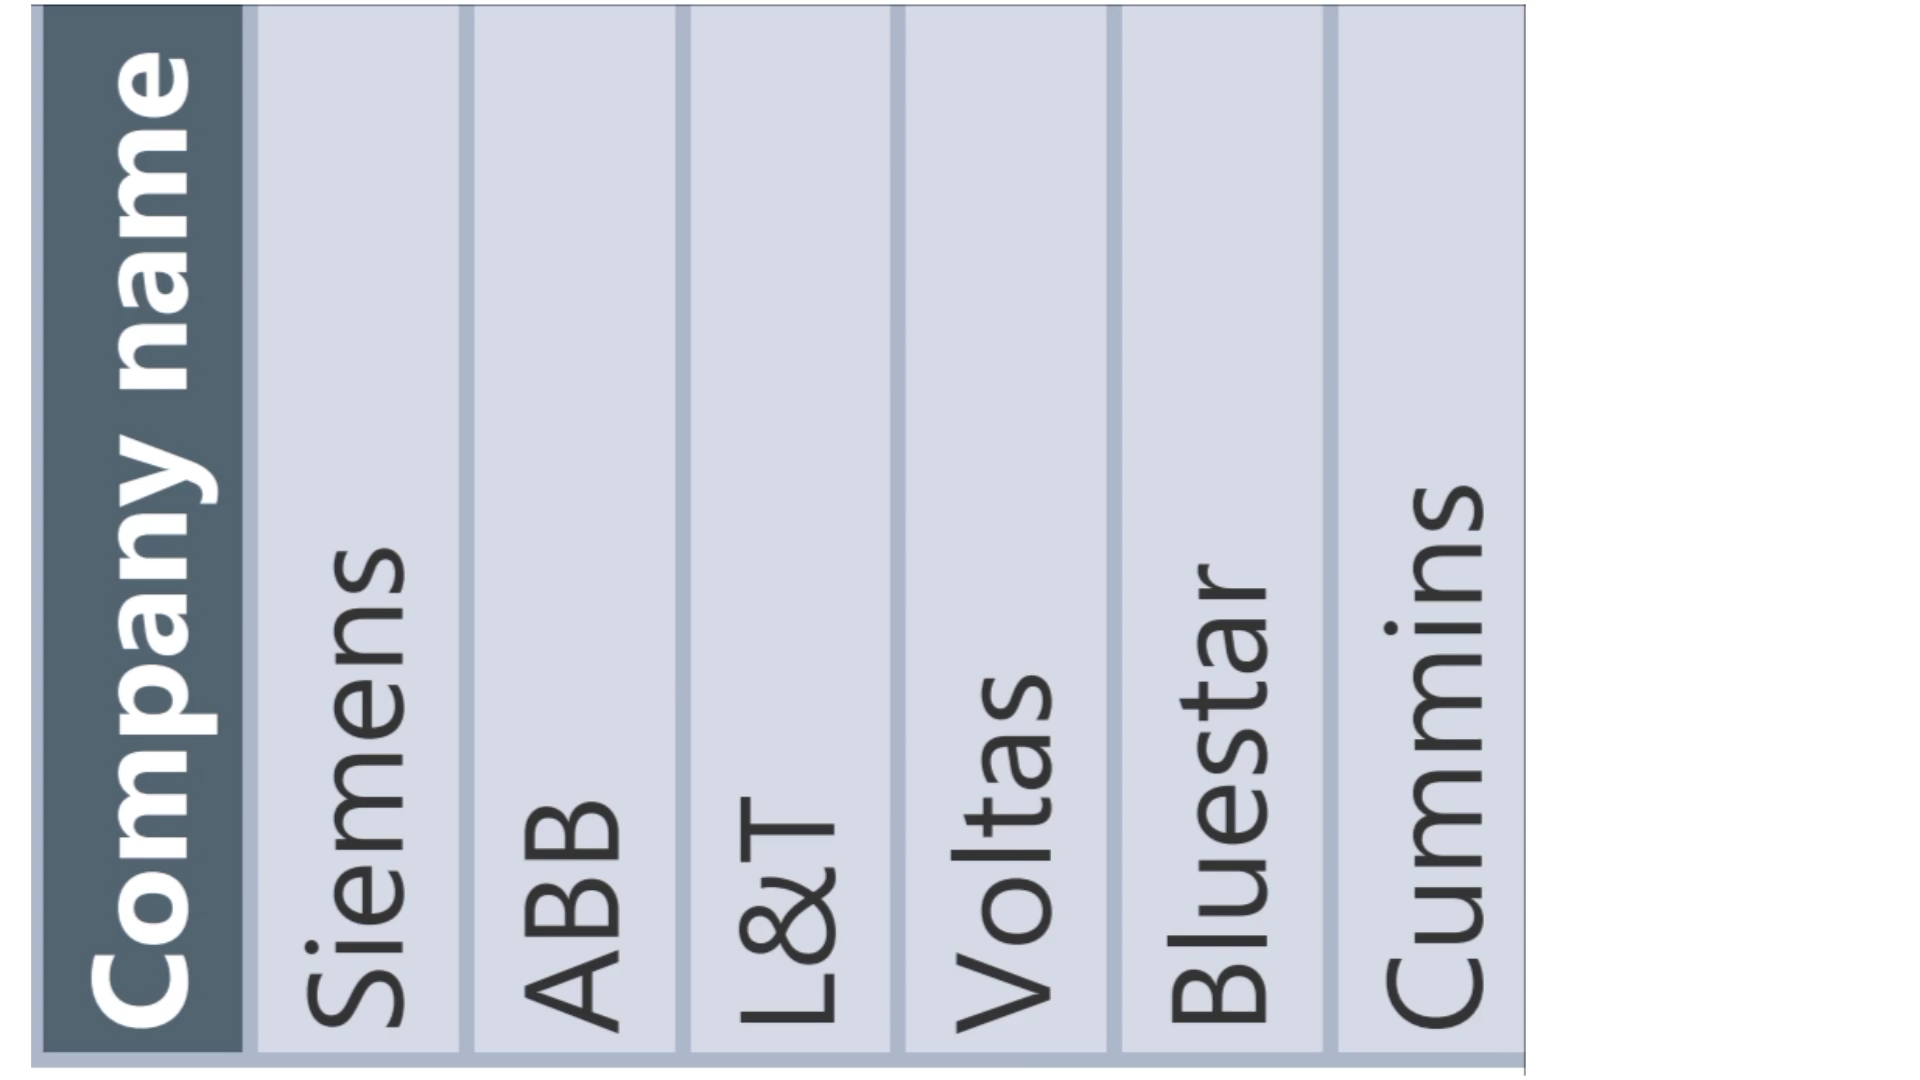 Company name
Siemens
ABB
L&T
Voltas
Bluestar
Cummins